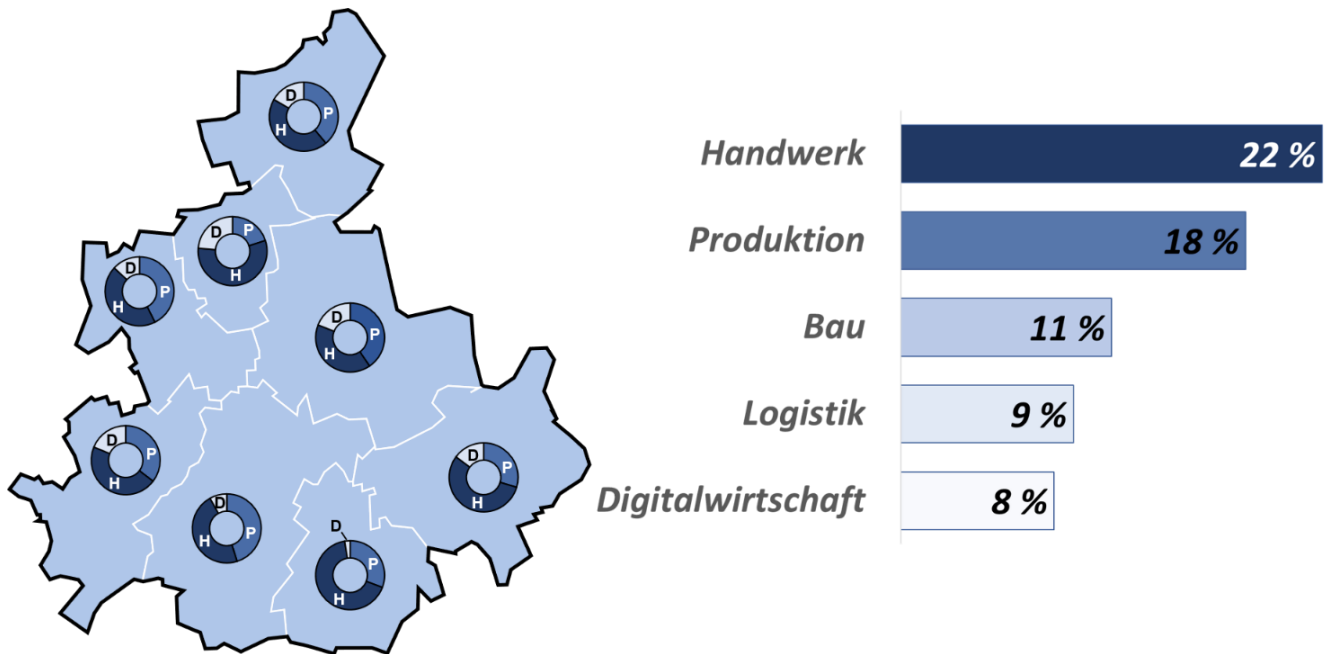 D
P
H
D
P
H
D
P
H
D
P
H
D
P
H
D
P
H
D
P
H
D
P
H
Handwerk 22 %
Produktion 18 %
Bau 11 %
Logistik 9 %
Digitalwirtschaft 8 %